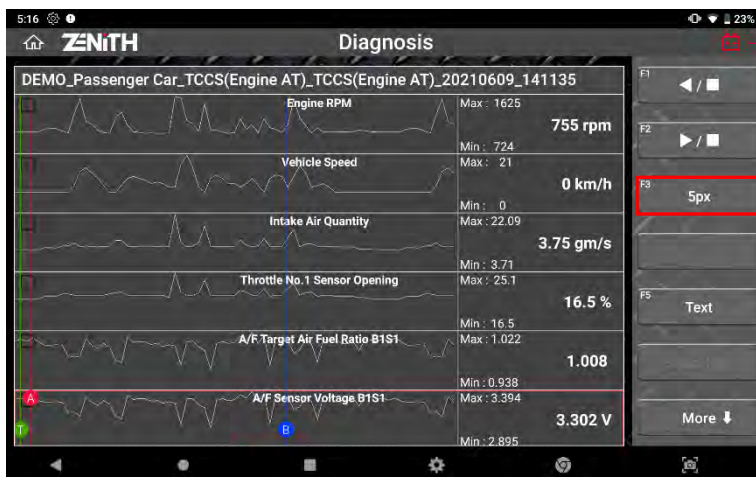 5:16
23%
ZENITH
Diagnosis
DEMO_Passenger Car_TCCS(Engine AT)_TCCS(Engine AT)_20210609_141135
Engine RPM
Max : 1625
755 rpm
Min : 724
Vehicle Speed
Max : 21
0 km/h
Min : 0
Intake Air Quantity
Max : 22.09
3.75 gm/s
Min : 3.71
Throttle No.1 Sensor Opening
Max : 25.1
16.5 %
Min : 16.5
A/F Target Air Fuel Ratio B1S1
Max : 1.022
1.008
Min : 0.938
A/F Sensor Voltage B1S1
Max : 3.394
3.302 V
Min : 2.895
A
T
B
F1
F2
F3
5px
F5
Text
More